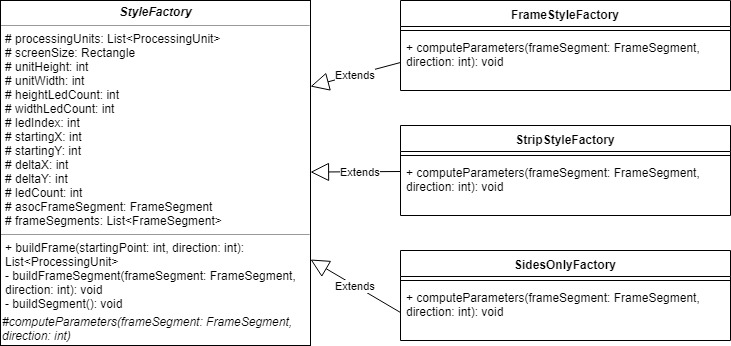 StyleFactory
# processingUnits: List<ProcessingUnit>
# screenSize: Rectangle
# unitHeight: int
# unitWidth: int
# heightLedCount: int
# widthLedCount: int
# ledIndex: int
# startingX: int
# startingY: int
# deltaX: int
# deltaY: int
# ledCount: int
# asocFrameSegment: FrameSegment
# frameSegments: List<FrameSegment>
+ buildFrame(startingPoint: int, direction: int):
List<ProcessingUnit>
- buildFrameSegment(frameSegment: FrameSegment,
direction: int): void
- buildSegment(): void
#computeParameters(frameSegment: FrameSegment,
direction: int)
Extends
Extends
Extends
FrameStyleFactory
+ computeParameters(frameSegment: FrameSegment,
direction: int): void
StripStyleFactory
+ computeParameters(frameSegment: FrameSegment,
direction: int): void
SidesOnlyFactory
+ computeParameters(frameSegment: FrameSegment,
direction: int): void